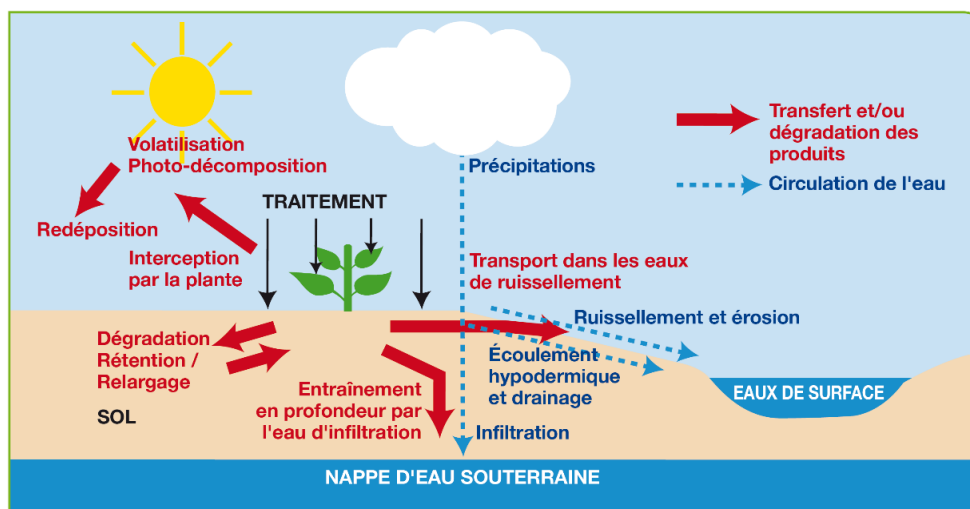 Volatilisation
Photo-décomposition
Redéposition
TRAITEMENT
Interception
par la plante
Précipitations
Transfert et/ou
dégradation des
produits
Circulation de l'eau
Transport dans les eaux
de ruissellement
Ruissellement et érosion
Dégradation
Rétention /
Relargage
SOL
Entraînement
en profondeur par
l'eau d'infiltration
Écoulement
hypodermique
et drainage
Infiltration
EAUX DE SURFACE
NAPPE D'EAU SOUTERRAINE